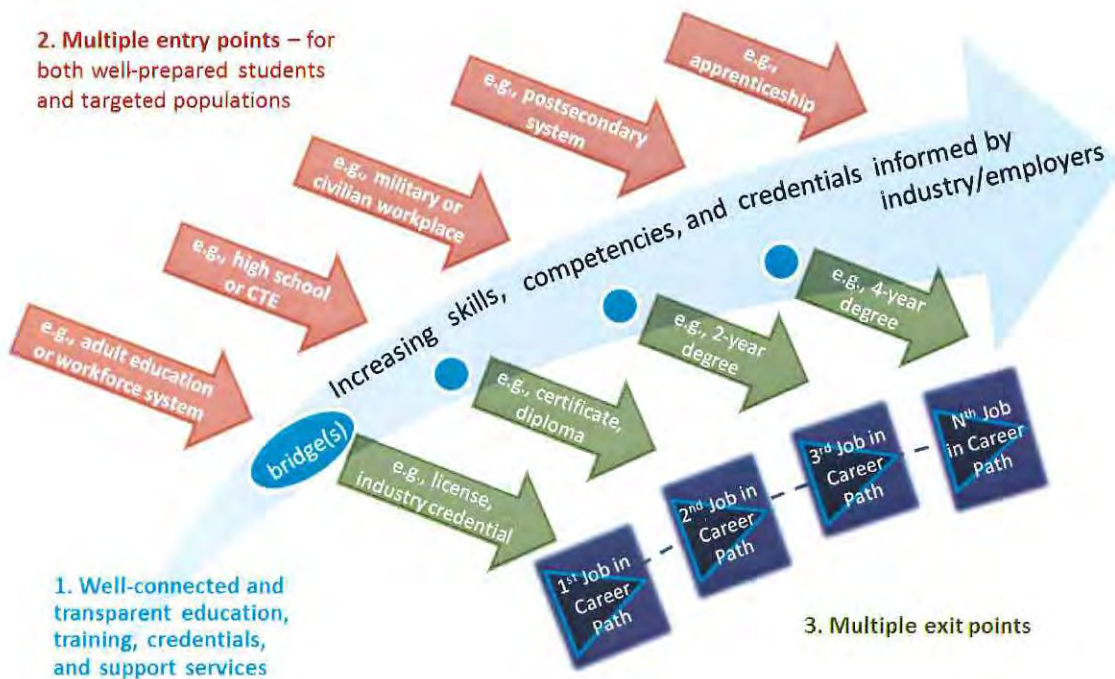 2. Multiple entry points – for
both well-prepared students
and targeted populations
e.g., adult education
or workforce system
e.g., high school
or CTE
e.g., military or
civilian workplace
e.g., postsecondary
system
e.g.,
apprenticeship
Increasing skills, competencies, and credentials informed by
industry/employers
bridge(s)
e.g., license,
industry credential
e.g., certificate,
diploma
e.g., 2-year
degree
e.g., 4-year
degree
1st Job in
Career
Path
2nd Job in
Career
Path
3rd Job in
Career
Path
Nth Job
in Career
Path
1. Well-connected and
transparent education,
training, credentials,
and support services
3. Multiple exit points